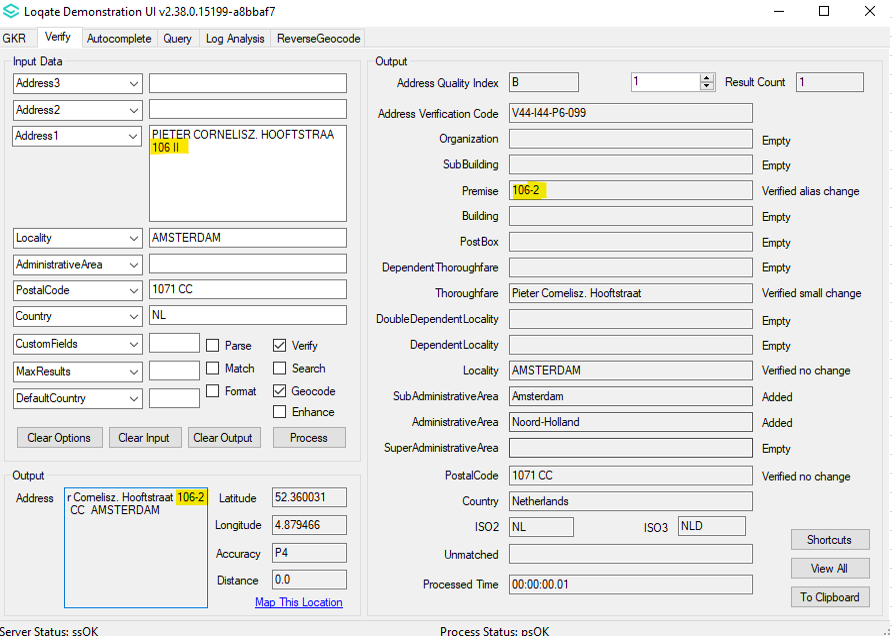 Loqate Demonstration UI v2.38.0.15199-a8bbaf7
GKR Verify Autocomplete Query Log Analysis ReverseGeocode
Input Data
Address3
Address2
Address1 PIETER CORNELISZ. HOOFTSTRAA
106 II
Locality AMSTERDAM
AdministrativeArea
PostalCode 1071 CC
Country NL
CustomFields Parse Verify
MaxResults Match Search
DefaultCountry Format Geocode
Enhance
Clear Options Clear Input Clear Output Process
Output
Address r Cornelisz. Hooftstraat 106-2
CC AMSTERDAM
Latitude 52.360031
Longitude 4.879466
Accuracy P4
Distance 0.0
Map This Location
Output
Address Quality Index B 1 Result Count 1
Address Verification Code V44-I44-P6-099
Organization Empty
SubBuilding Empty
Premise 106-2 Verified alias change
Building Empty
PostBox Empty
DependentThoroughfare Empty
Thoroughfare Pieter Cornelisz. Hooftstraat Verified small change
DoubleDependentLocality Empty
DependentLocality Empty
Locality AMSTERDAM Verified no change
SubAdministrativeArea Amsterdam Added
AdministrativeArea Noord-Holland Added
SuperAdministrativeArea Empty
PostalCode 1071 CC Verified no change
Country Netherlands
ISO2 NL ISO3 NLD
Unmatched
Processed Time 00:00:00.01
Shortcuts
View All
To Clipboard
Server Status: ssOK Process Status: psOK